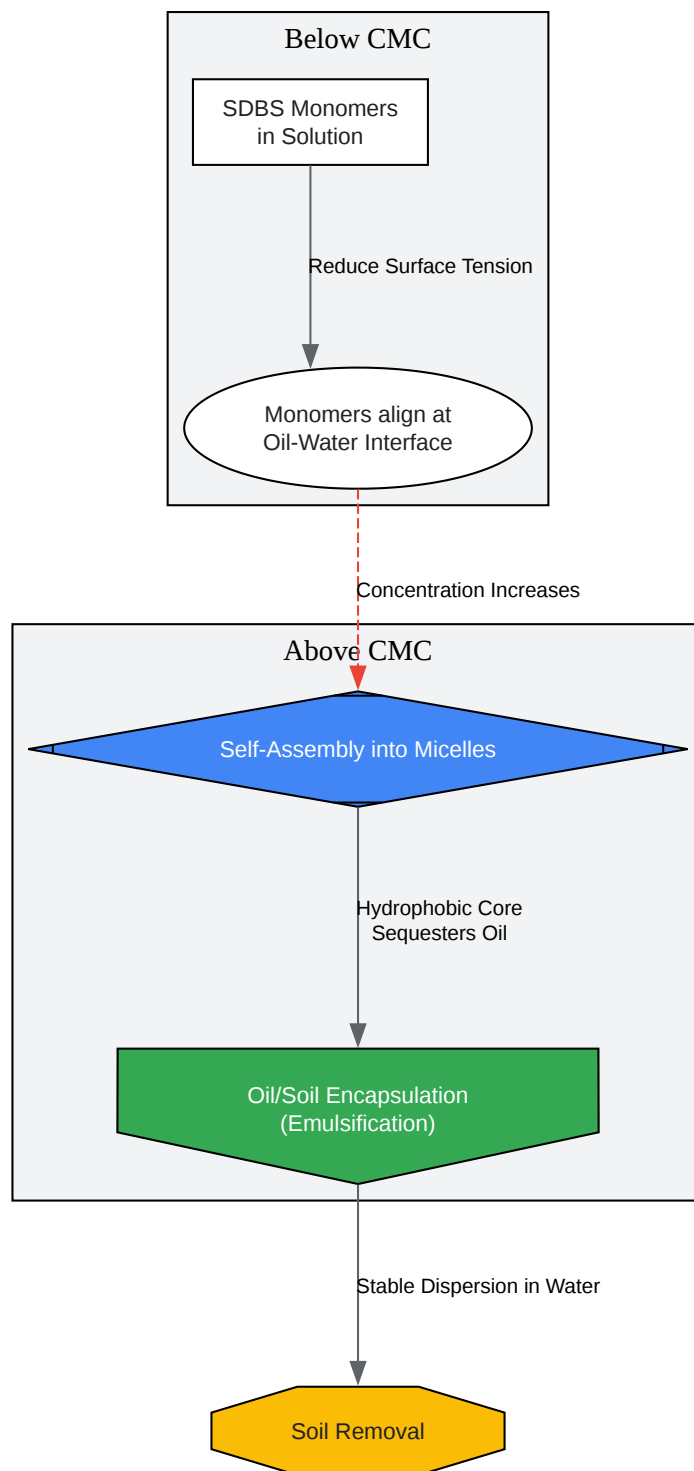 Below CMC
SDBS Monomers
in Solution
Reduce Surface Tension
Monomers align at
Oil-Water Interface
Concentration Increases
Above CMC
Self-Assembly into Micelles
Hydrophobic Core
Sequesters Oil
Oil/Soil Encapsulation
(Emulsification)
Stable Dispersion in Water
Soil Removal